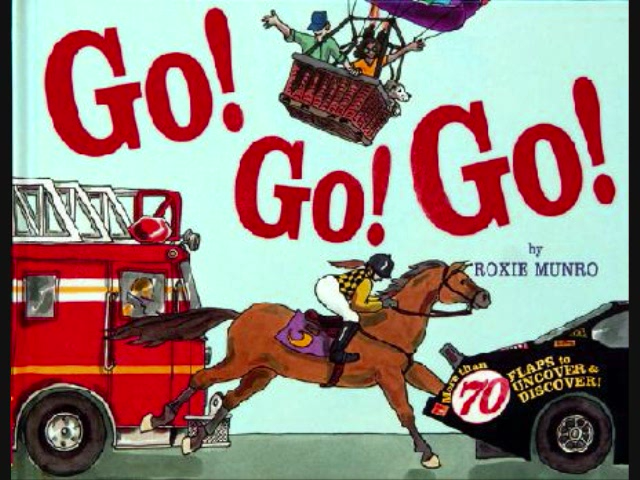 Go!
Go! Go!
by
ROXIE MUNRO
More than
70
FLAPS to
UNCOVER &
DISCOVER!